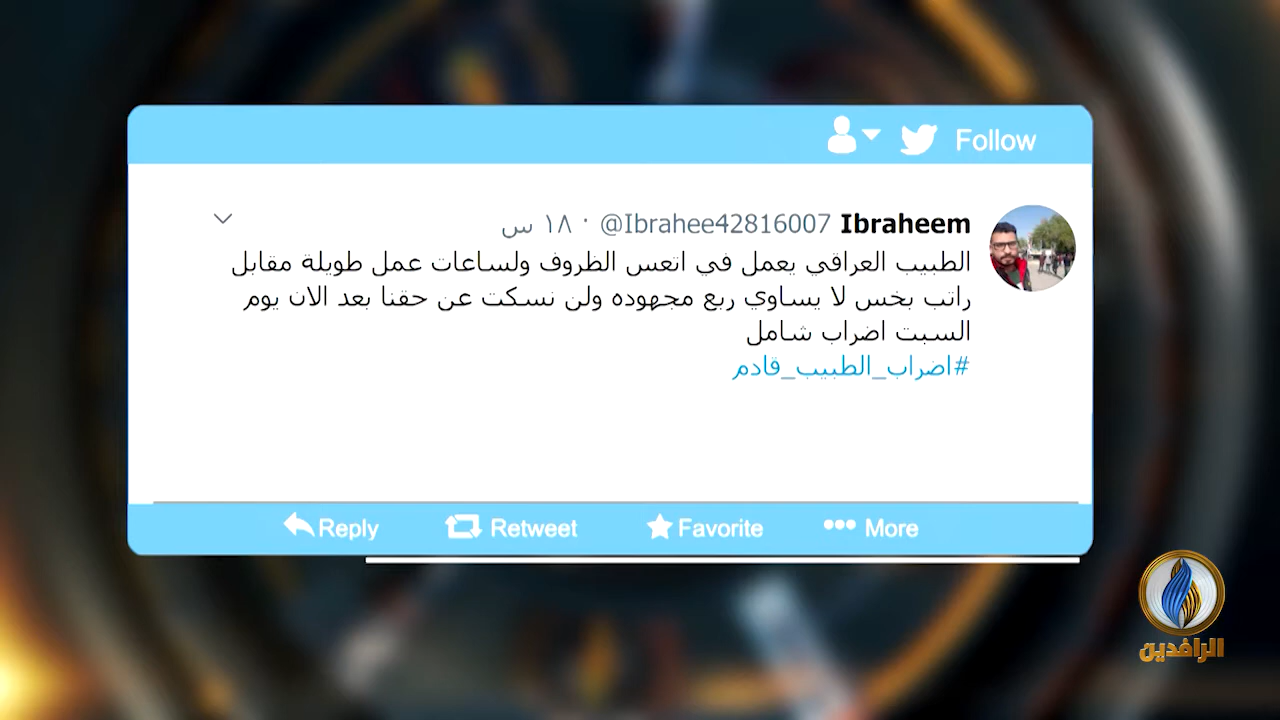 Follow
Ibraheem @Ibrahee42816007 · ١٨ س
الطبيب العراقي يعمل في اتعس الظروف ولساعات عمل طويلة مقابل
راتب بخس لا يساوي ربع مجهوده ولن نسكت عن حقنا بعد الان يوم
السبت اضراب شامل
#اضراب_الطبيب_قادم
Reply Retweet Favorite More
الرافدين